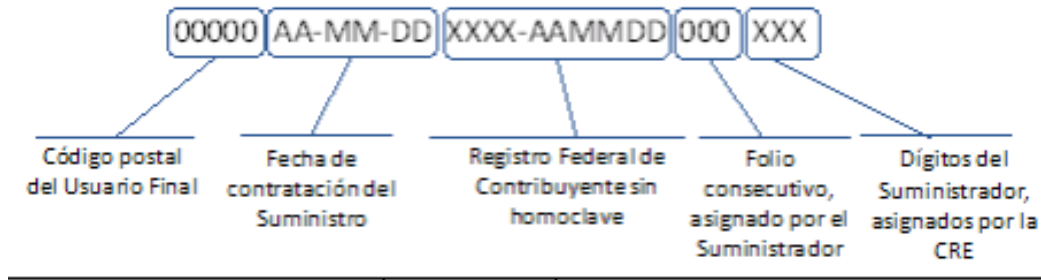 00000 AA-MM-DD XXXX-AAMMDD 000 XXX
Código postal
del Usuario Final
Fecha de
contratación del
Suministro
Registro Federal de
Contribuyente sin
homoclave
Folio
consecutivo,
asignado por el
Suministrador
Dígitos del
Suministrador,
asignados por la
CRE